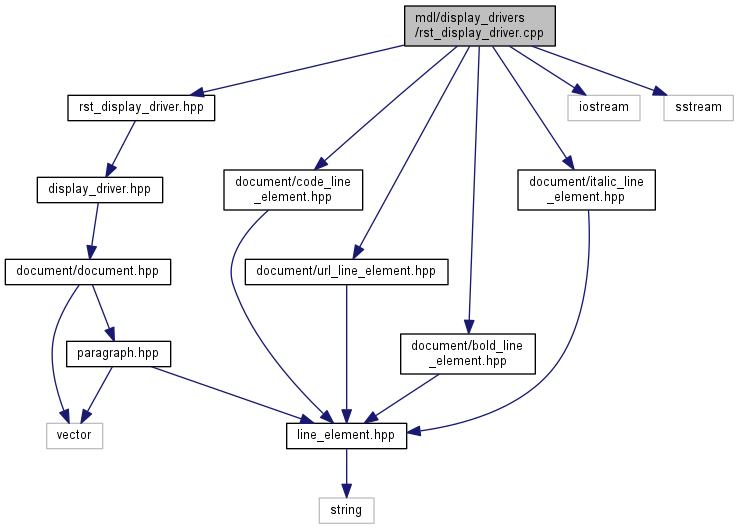 mdl/display_drivers
/rst_display_driver.cpp
rst_display_driver.hpp
iostream
sstream
display_driver.hpp
document/code_line
_element.hpp
document/italic_line
_element.hpp
document/document.hpp
document/url_line_element.hpp
paragraph.hpp
document/bold_line
_element.hpp
vector
line_element.hpp
string